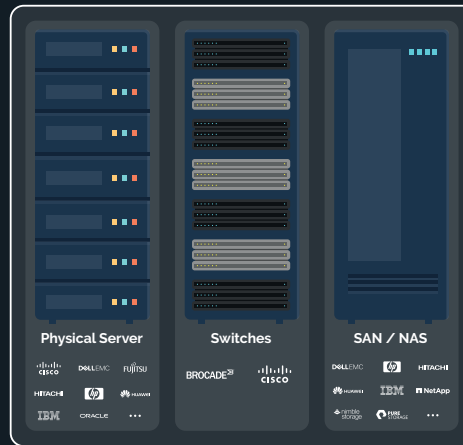 Physical Server
CISCO
DELLEMC
FUJITSU
HITACHI
hp
HUAWEI
IBM
ORACLE
...
Switches
BROCADE
CISCO
SAN / NAS
DELLEMC
hp
HITACHI
HUAWEI
IBM
NetApp
nimble
storage
PURE
STORAGE
...